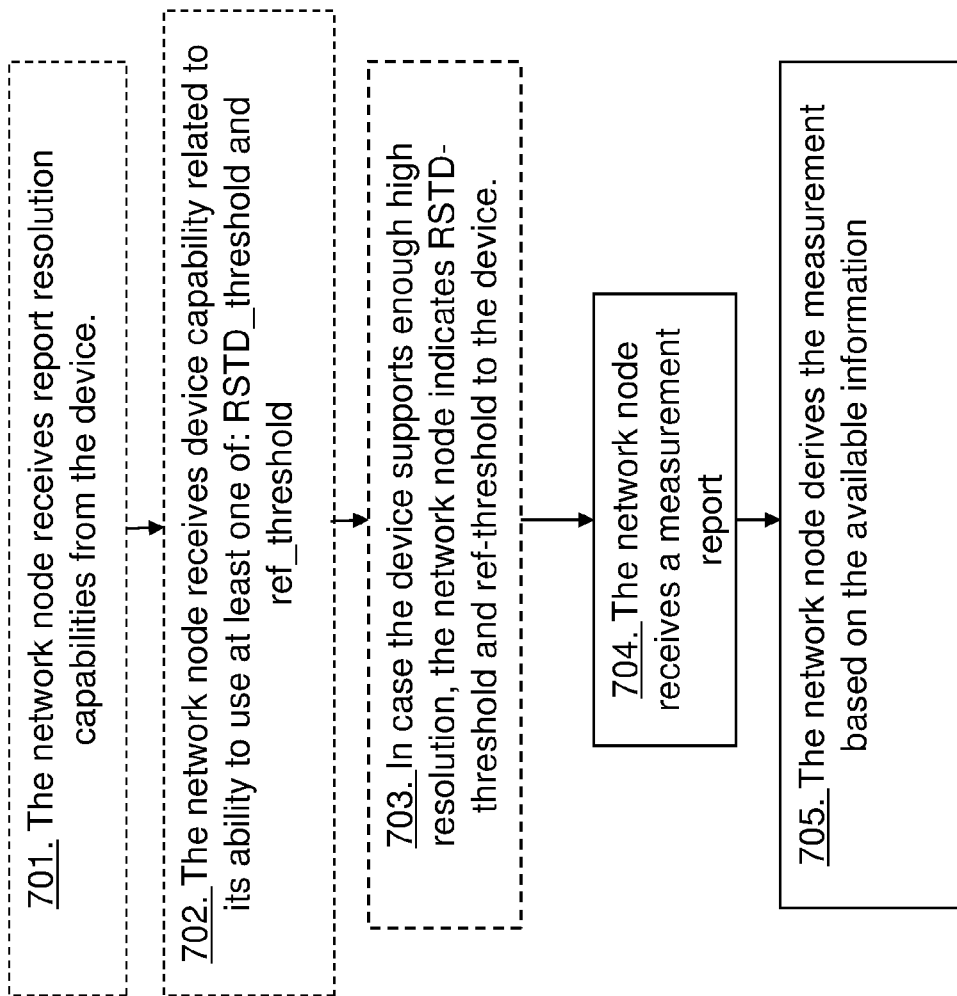 701. The network node receives report resolution
capabilities from the device.
702. The network node receives device capability related to
its ability to use at least one of: RSTD_threshold and
ref_threshold
703. In case the device supports enough high
resolution, the network node indicates RSTD-
threshold and ref-threshold to the device.
704. The network node
receives a measurement
report
705. The network node derives the measurement
based on the available information